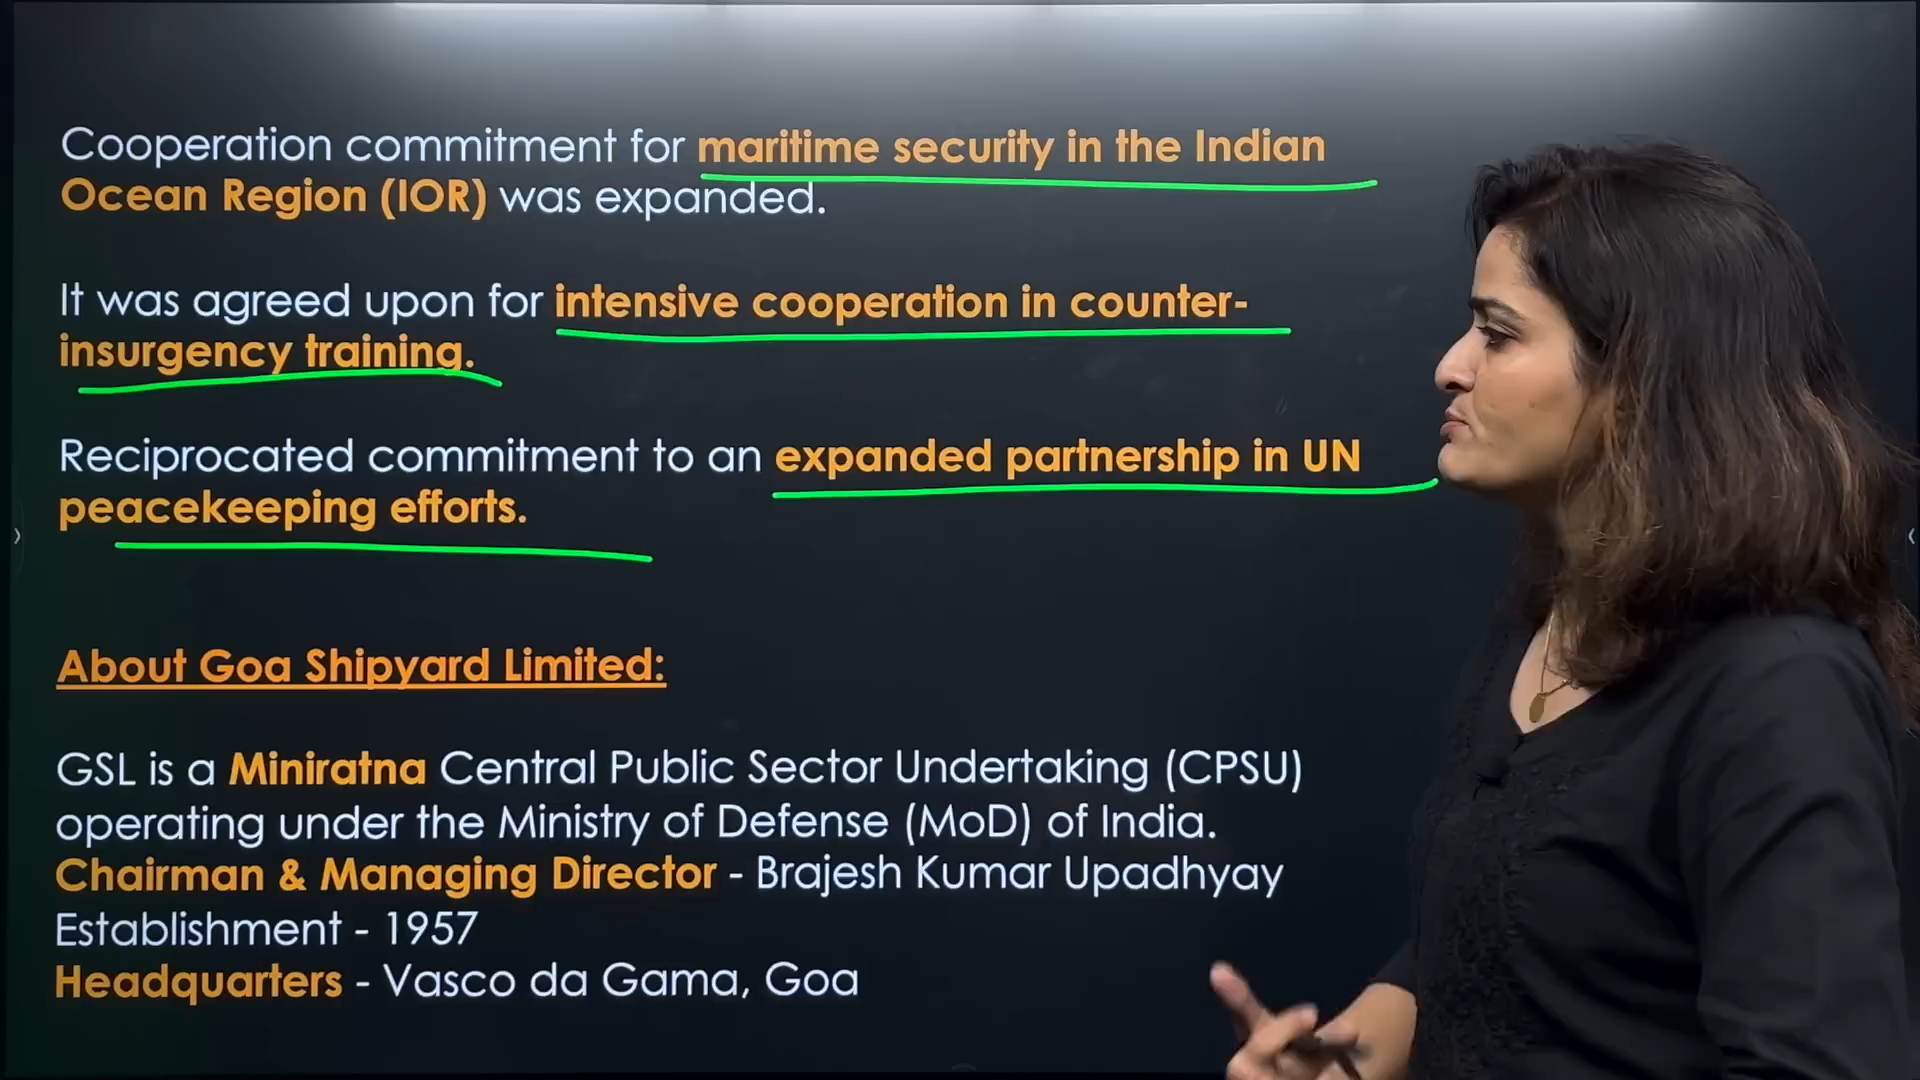 Cooperation commitment for maritime security in the Indian
Ocean Region (IOR) was expanded.
It was agreed upon for intensive cooperation in counter-
insurgency training.
Reciprocated commitment to an expanded partnership in UN
peacekeeping efforts.
About Goa Shipyard Limited:
GSL is a Miniratna Central Public Sector Undertaking (CPSU)
operating under the Ministry of Defense (MoD) of India.
Chairman & Managing Director - Brajesh Kumar Upadhyay
Establishment - 1957
Headquarters - Vasco da Gama, Goa